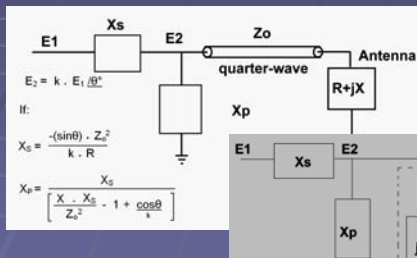 Xs
E1
E2
Zo
quarter-wave
Antenna
R+jX
E₂ = k . E₁ /θ°
If:
Xₛ = -(sinθ) . Zₒ² / k . R
Xp
Xₚ = Xₛ / [ X . Xₛ / Zₒ² - 1 + cosθ / k ]
E1
Xs
E2
Xp